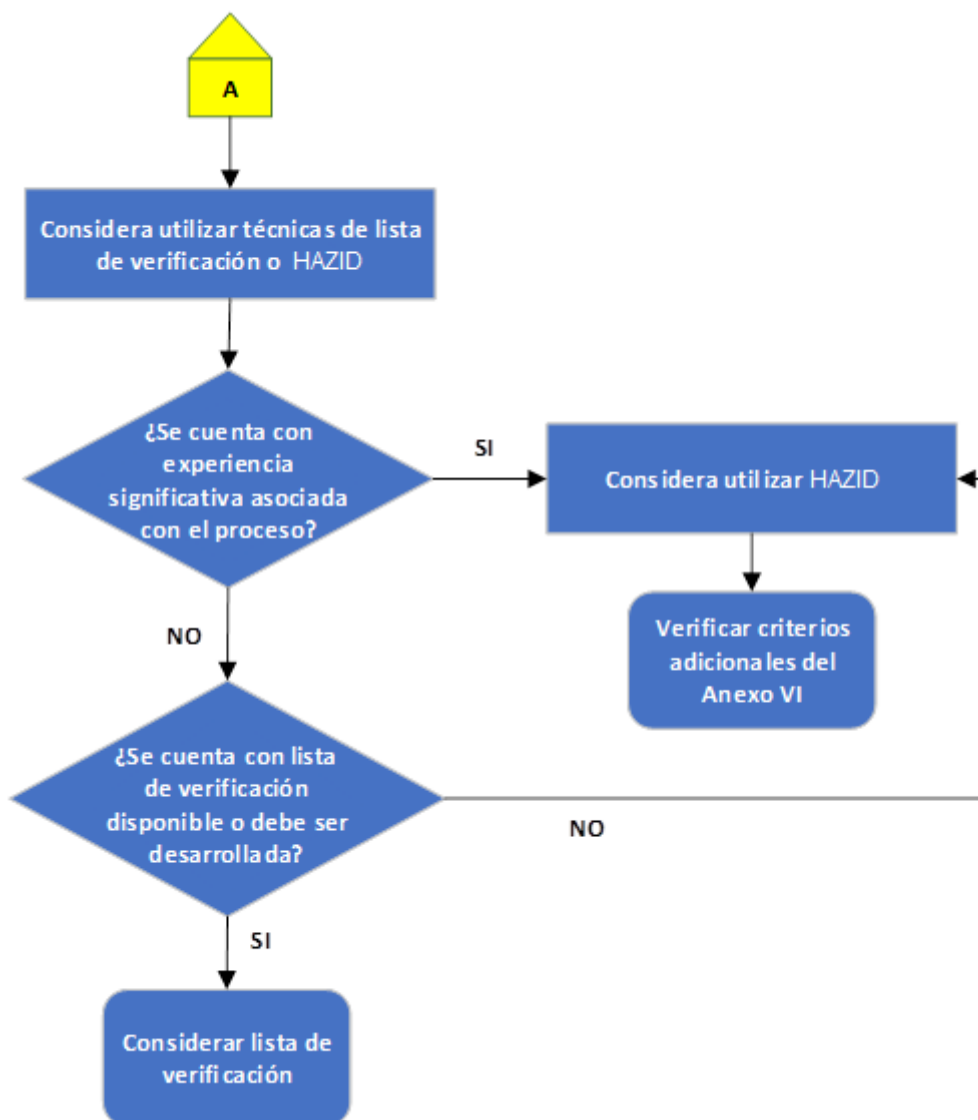 A
Considera utilizar técnicas de lista
de verificación o HAZID
¿Se cuenta con
experiencia
significativa asociada
con el proceso?
SI
Considera utilizar HAZID
NO
Verificar criterios
adicionales del
Anexo VI
¿Se cuenta con lista
de verificación
disponible o debe ser
desarrollada?
NO
SI
Considerar lista de
verificación